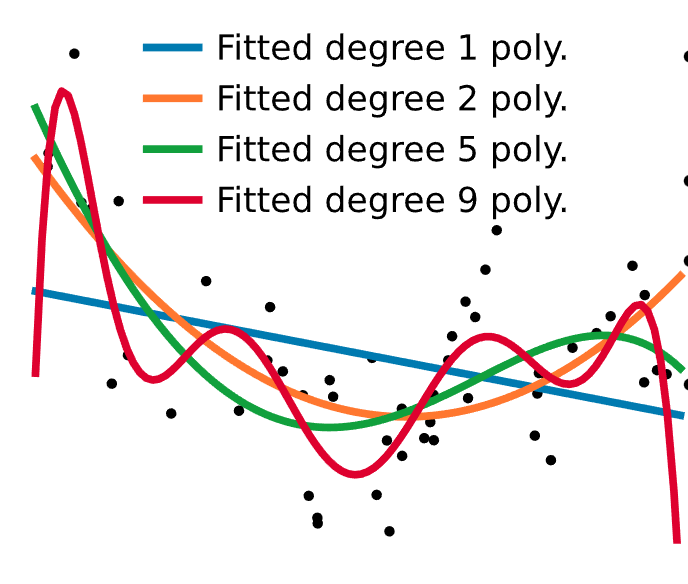 Fitted degree 1 poly.
Fitted degree 2 poly.
Fitted degree 5 poly.
Fitted degree 9 poly.